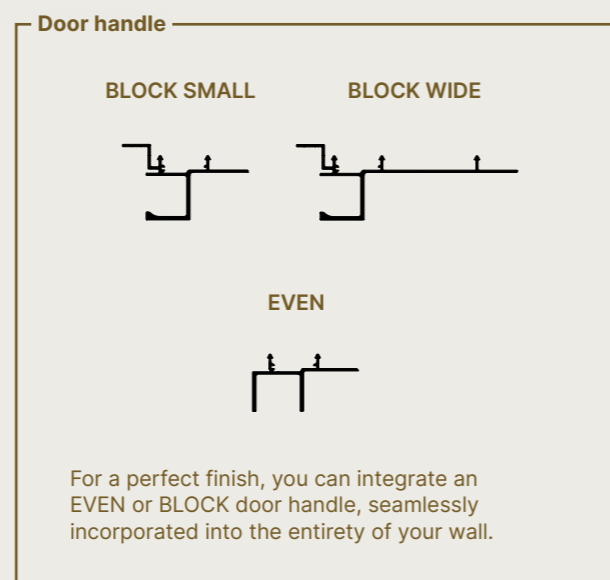 Door handle
BLOCK SMALL
BLOCK WIDE
EVEN
For a perfect finish, you can integrate an
EVEN or BLOCK door handle, seamlessly
incorporated into the entirety of your wall.